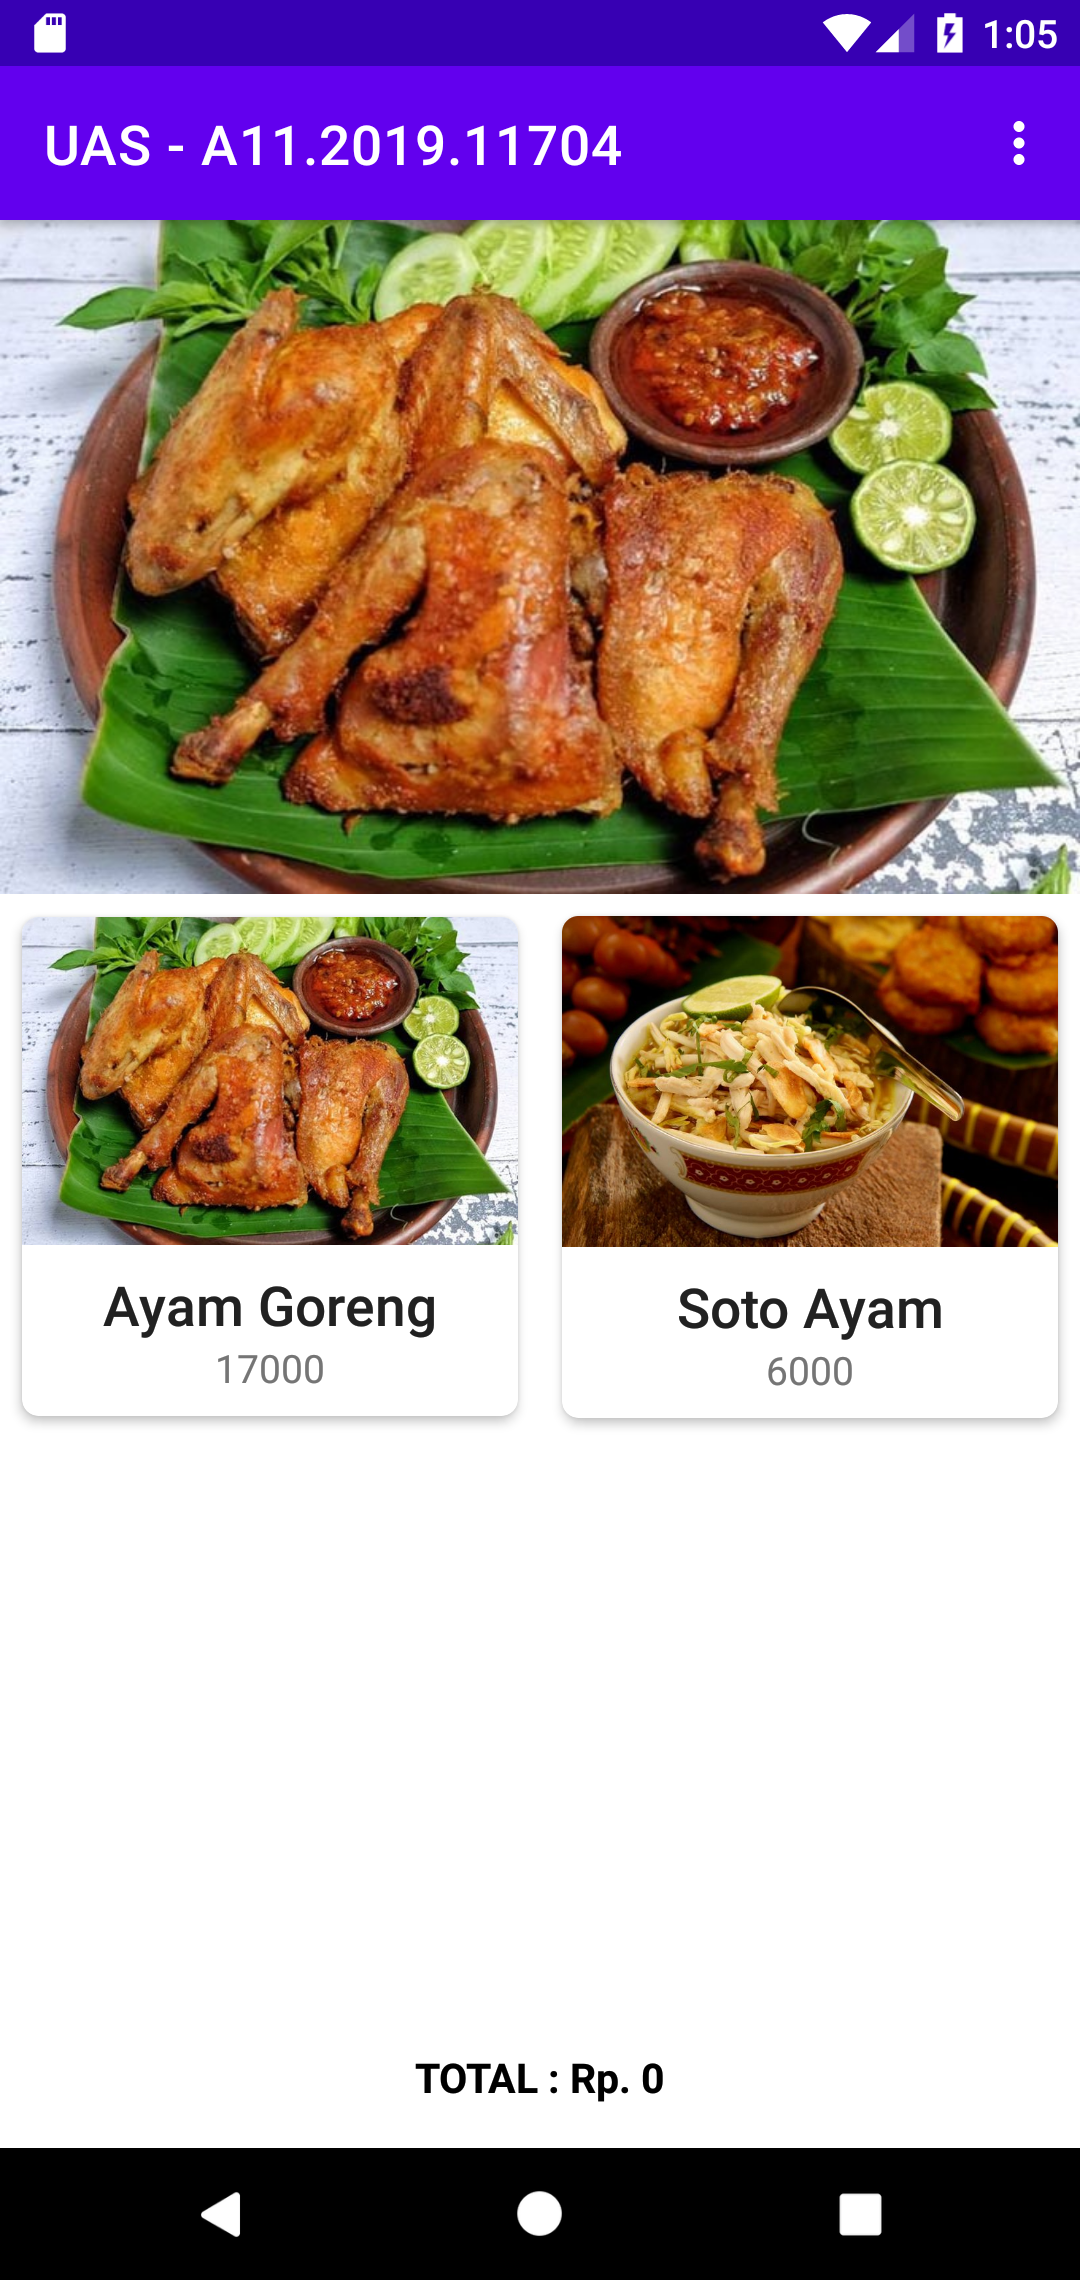 1:05
UAS - A11.2019.11704
Ayam Goreng
17000
Soto Ayam
6000
TOTAL : Rp. 0